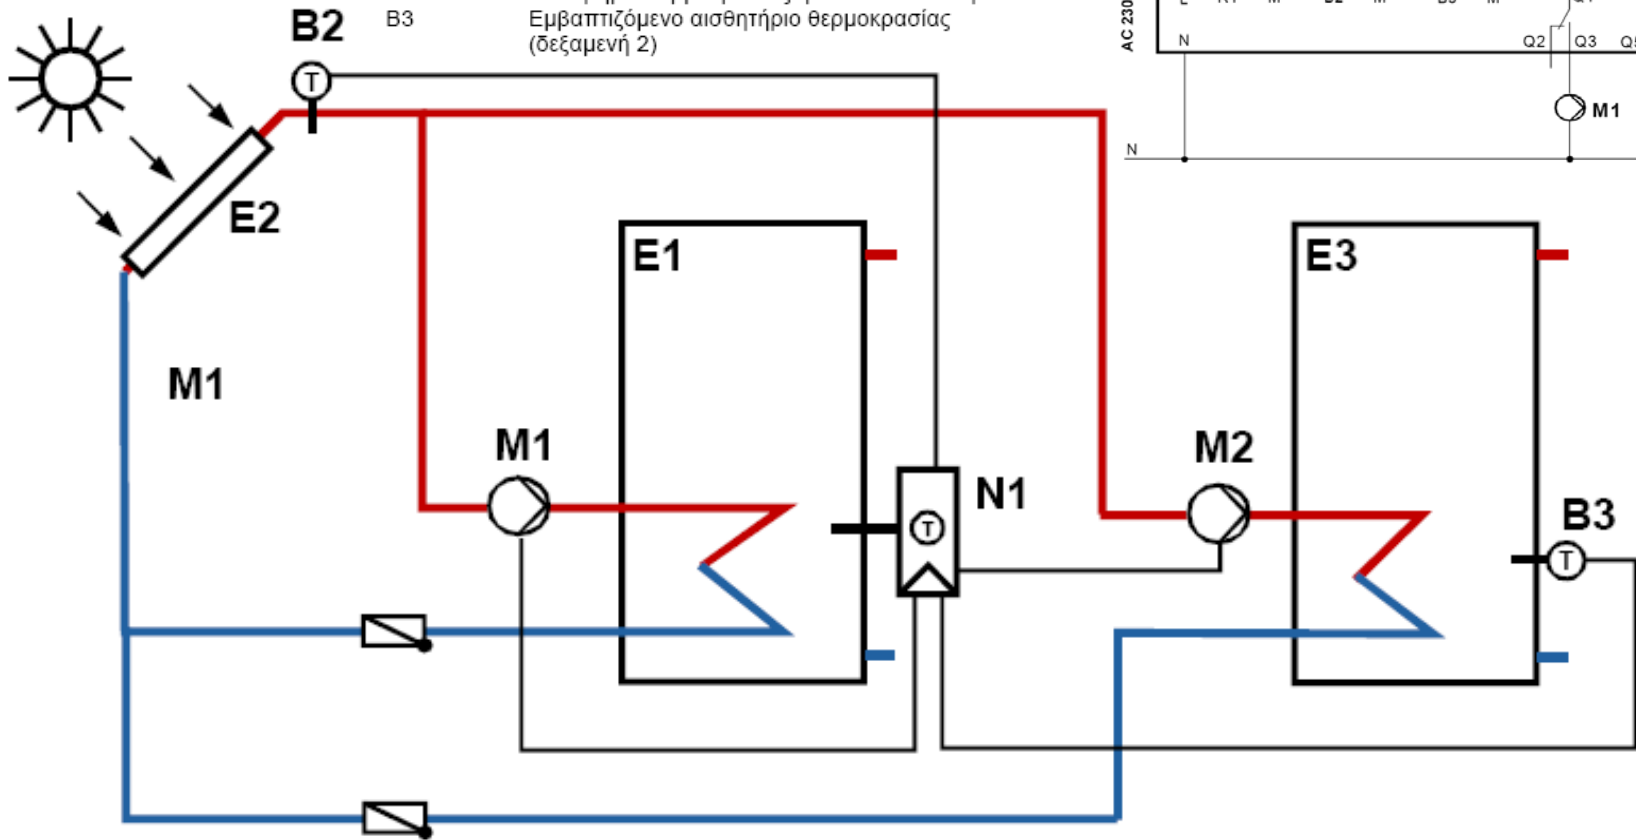 B2
B3 Εμβαπτιζόμενο αισθητήριο θερμοκρασίας
(δεξαμενή 2)
AC 230
N
Q2 Q3
M1
N
T
E2
E1
E3
M1
M1
M2
N1
T
B3
T